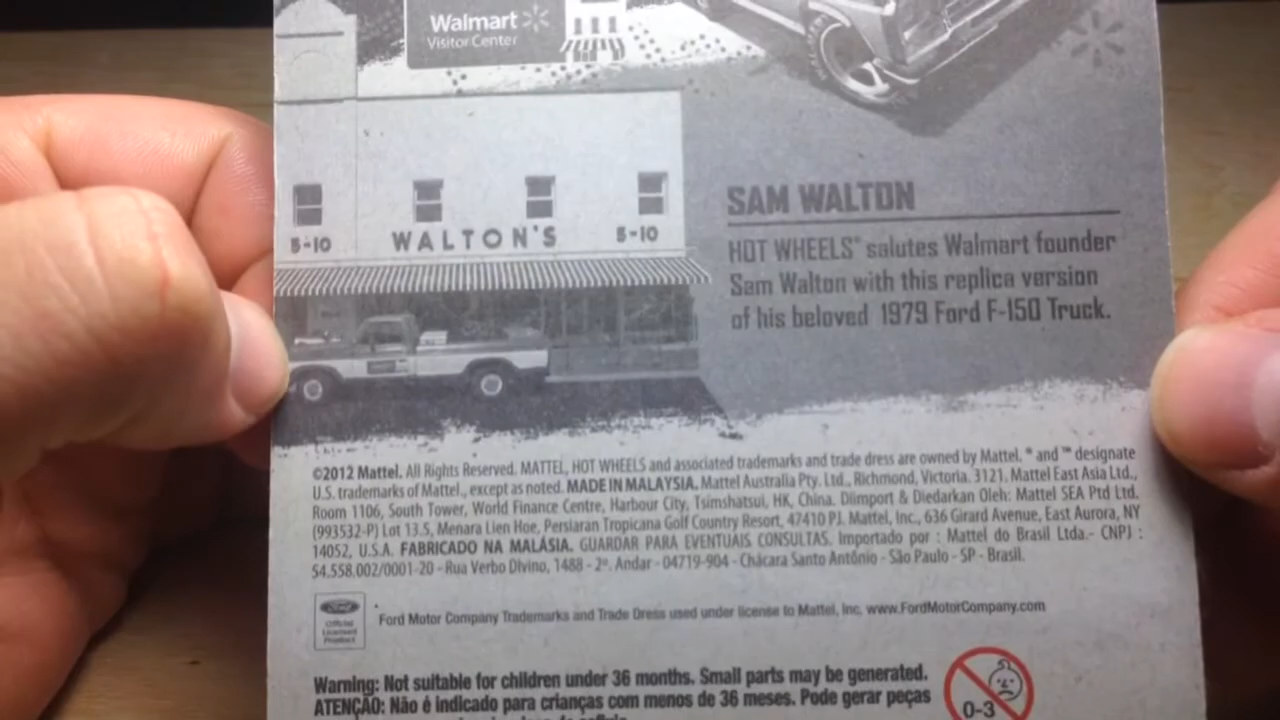 Walmart
Visitor Center
5-10 WALTON'S 5-10
SAM WALTON
HOT WHEELS® salutes Walmart founder
Sam Walton with this replica version
of his beloved 1979 Ford F-150 Truck.
©2012 Mattel. All Rights Reserved. MATTEL, HOT WHEELS and associated trademarks and trade dress are owned by Mattel. ® and ™ designate
U.S. trademarks of Mattel., except as noted. MADE IN MALAYSIA. Mattel Australia Pty. Ltd., Richmond, Victoria. 3121. Mattel East Asia Ltd.,
Room 1106, South Tower, World Finance Centre, Harbour City, Tsimshatsui, HK, China. Diimport & Diedarkan Oleh: Mattel SEA Ptd Ltd.
(993532-P) Lot 13.5, Menara Lien Hoe, Persiaran Tropicana Golf Country Resort, 47410 PJ. Mattel, Inc., 636 Girard Avenue, East Aurora, NY
14052, U.S.A. FABRICADO NA MALÁSIA. GUARDAR PARA EVENTUAIS CONSULTAS. Importado por : Mattel do Brasil Ltda.- CNPJ :
54.558.002/0001-20 - Rua Verbo Divino, 1488 - 2º. Andar - 04719-904 - Chácara Santo Antônio - São Paulo - SP - Brasil.
Ford
Official
Licensed
Product
Ford Motor Company Trademarks and Trade Dress used under license to Mattel, Inc. www.FordMotorCompany.com
Warning: Not suitable for children under 36 months. Small parts may be generated.
ATENÇÃO: Não é indicado para crianças com menos de 36 meses. Pode gerar peças
0-3